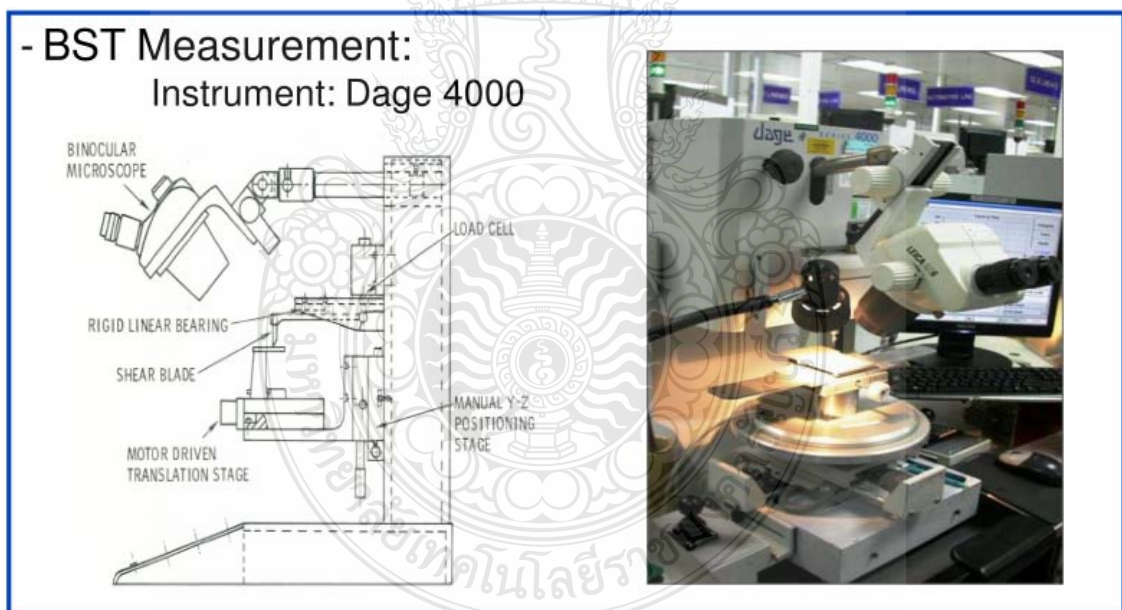 - BST Measurement:
Instrument: Dage 4000
BINOCULAR
MICROSCOPE
LOAD CELL
RIGID LINEAR BEARING
SHEAR BLADE
MANUAL Y-Z
POSITIONING
STAGE
MOTOR DRIVEN
TRANSLATION STAGE
dage
SERIES 4000
LEICA